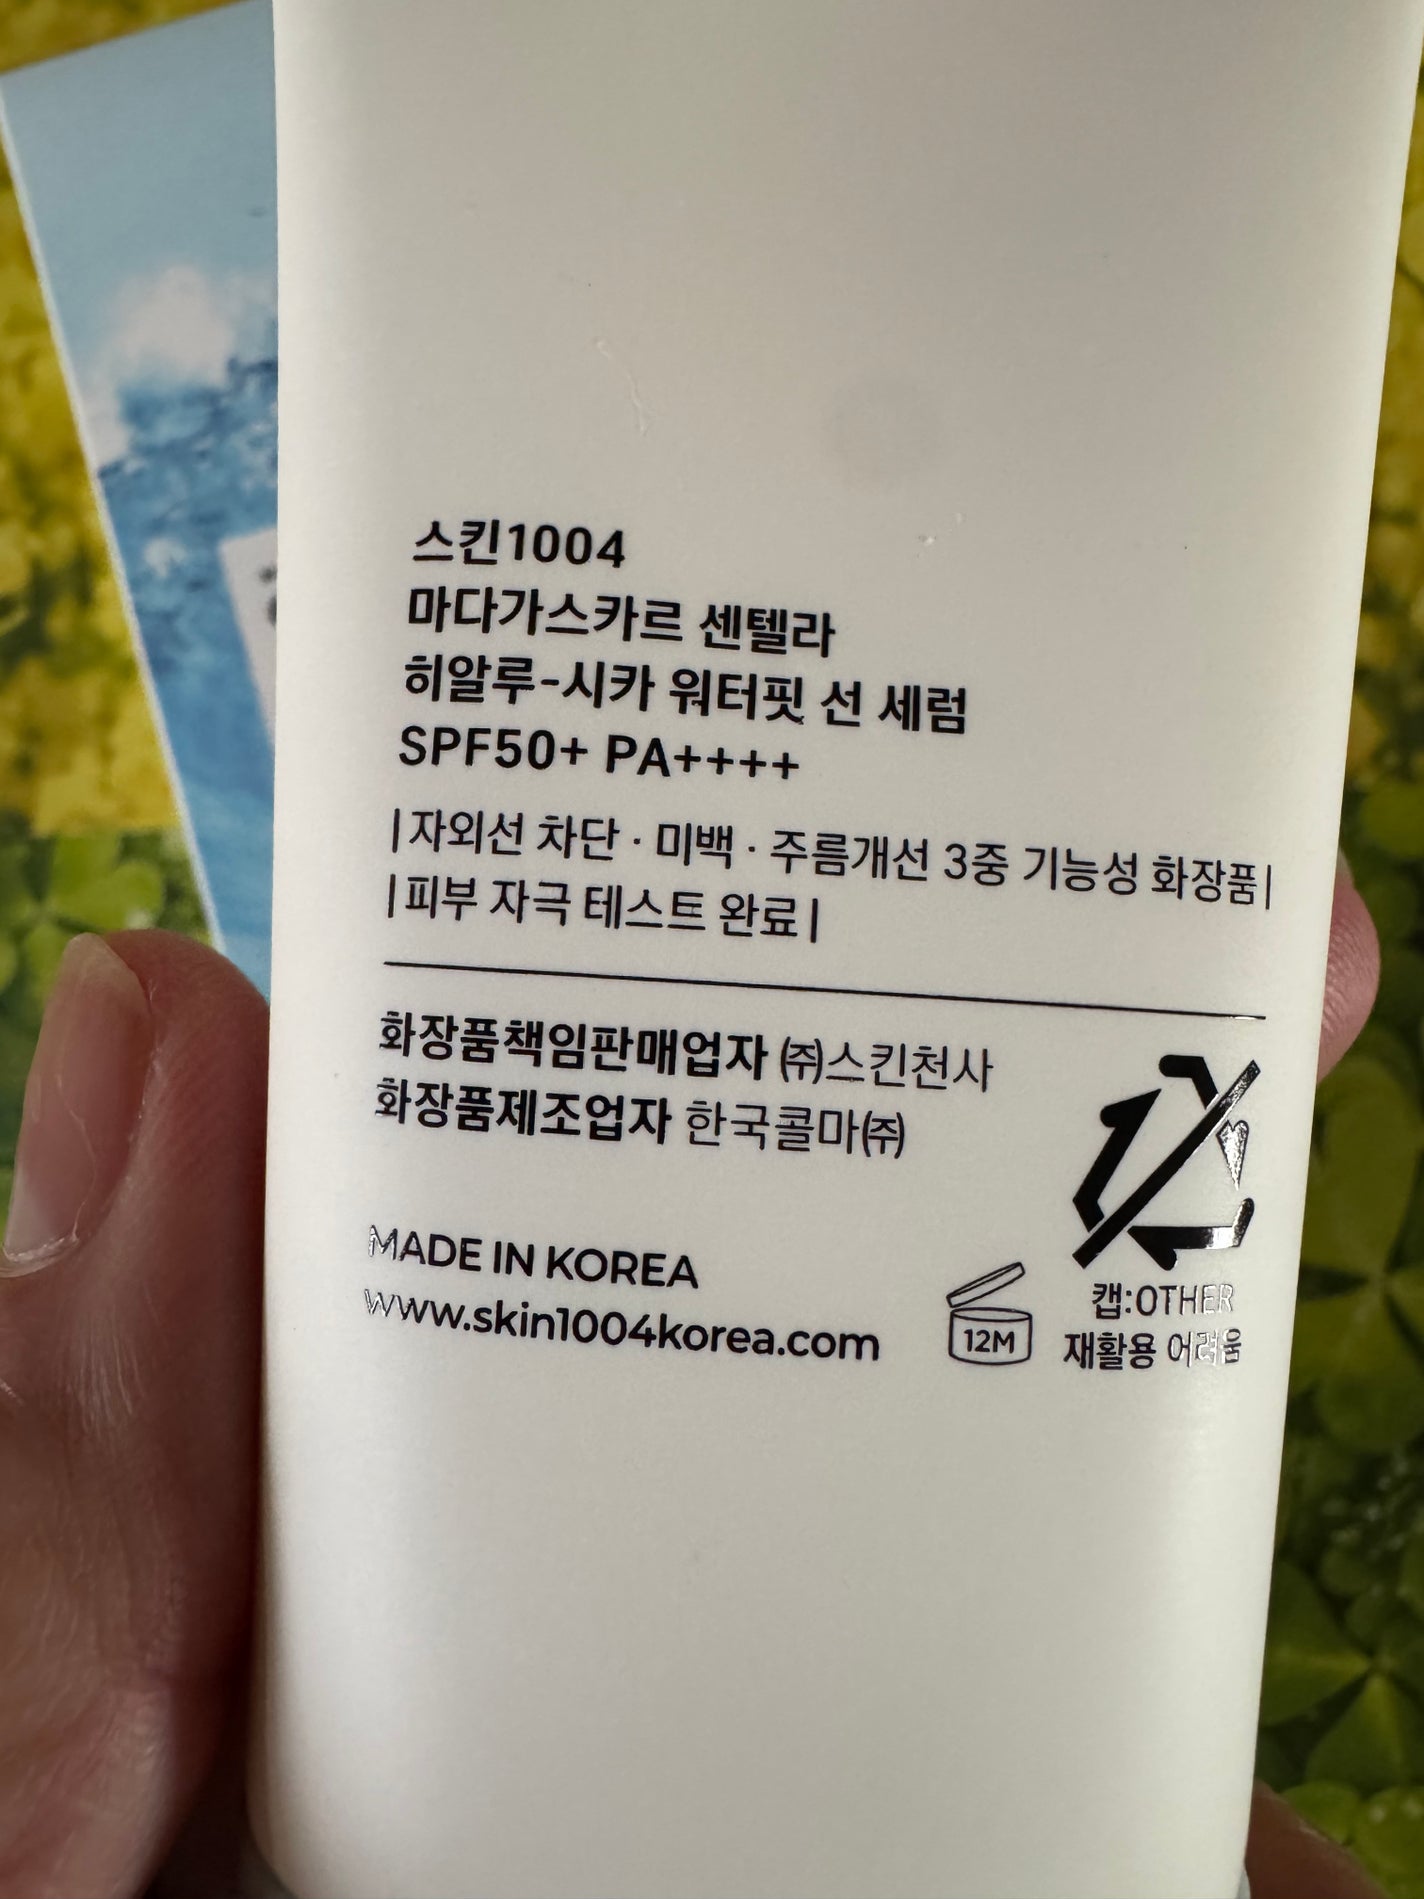 스킨1004
마다가스카르 센텔라
히알루-시카 워터핏 선 세럼
SPF50+ PA++++
|자외선 차단 · 미백 · 주름개선 3중 기능성 화장품|
|피부 자극 테스트 완료|
화장품책임판매업자 ㈜스킨천사
화장품제조업자 한국콜마㈜
MADE IN KOREA
www.skin1004korea.com
12M
캡:OTHER
재활용 어려움